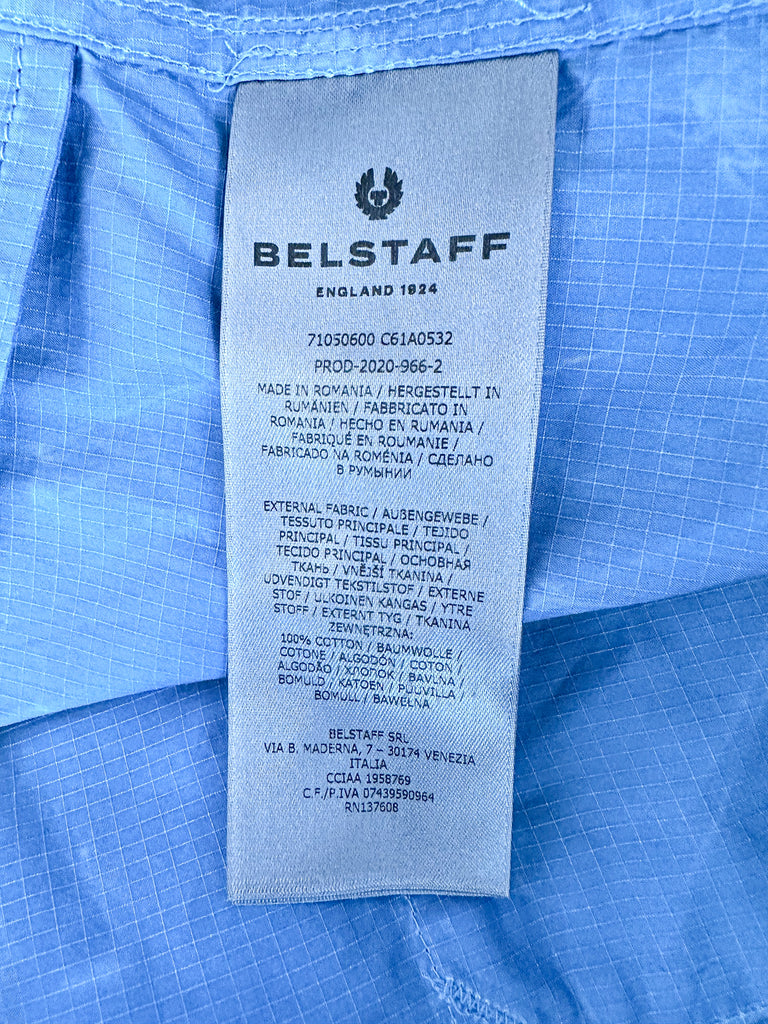 BELSTAFF
ENGLAND 1924
71050600 C61A0532
PROD-2020-966-2
MADE IN ROMANIA / HERGESTELLT IN
RUMÄNIEN / FABBRICATO IN
ROMANIA / HECHO EN RUMANIA /
FABRIQUÉ EN ROUMANIE /
FABRICADO NA ROMÉNIA / СДЕЛАНО
В РУМЫНИИ
EXTERNAL FABRIC / AUßENGEWEBE /
TESSUTO PRINCIPALE / TEJIDO
PRINCIPAL / TISSU PRINCIPAL /
TECIDO PRINCIPAL / ОСНОВНАЯ
ТКАНЬ / VNĚJŠÍ TKANINA /
UDVENDIGT TEKSTILSTOF / EXTERNE
STOF / ULKOINEN KANGAS / YTRE
STOFF / EXTERNT TYG / TKANINA
ZEWNĘTRZNA:
100% COTTON / BAUMWOLLE /
COTONE / ALGODÓN / COTON /
ALGODÃO / ХЛОПОК / BAVLNA /
BOMULD / KATOEN / PUUVILLA /
BOMULL / BAWEŁNA
BELSTAFF SRL
VIA B. MADERNA, 7 – 30174 VENEZIA
ITALIA
CCIAA 1958769
C.F./P.IVA 07439590964
RN137608